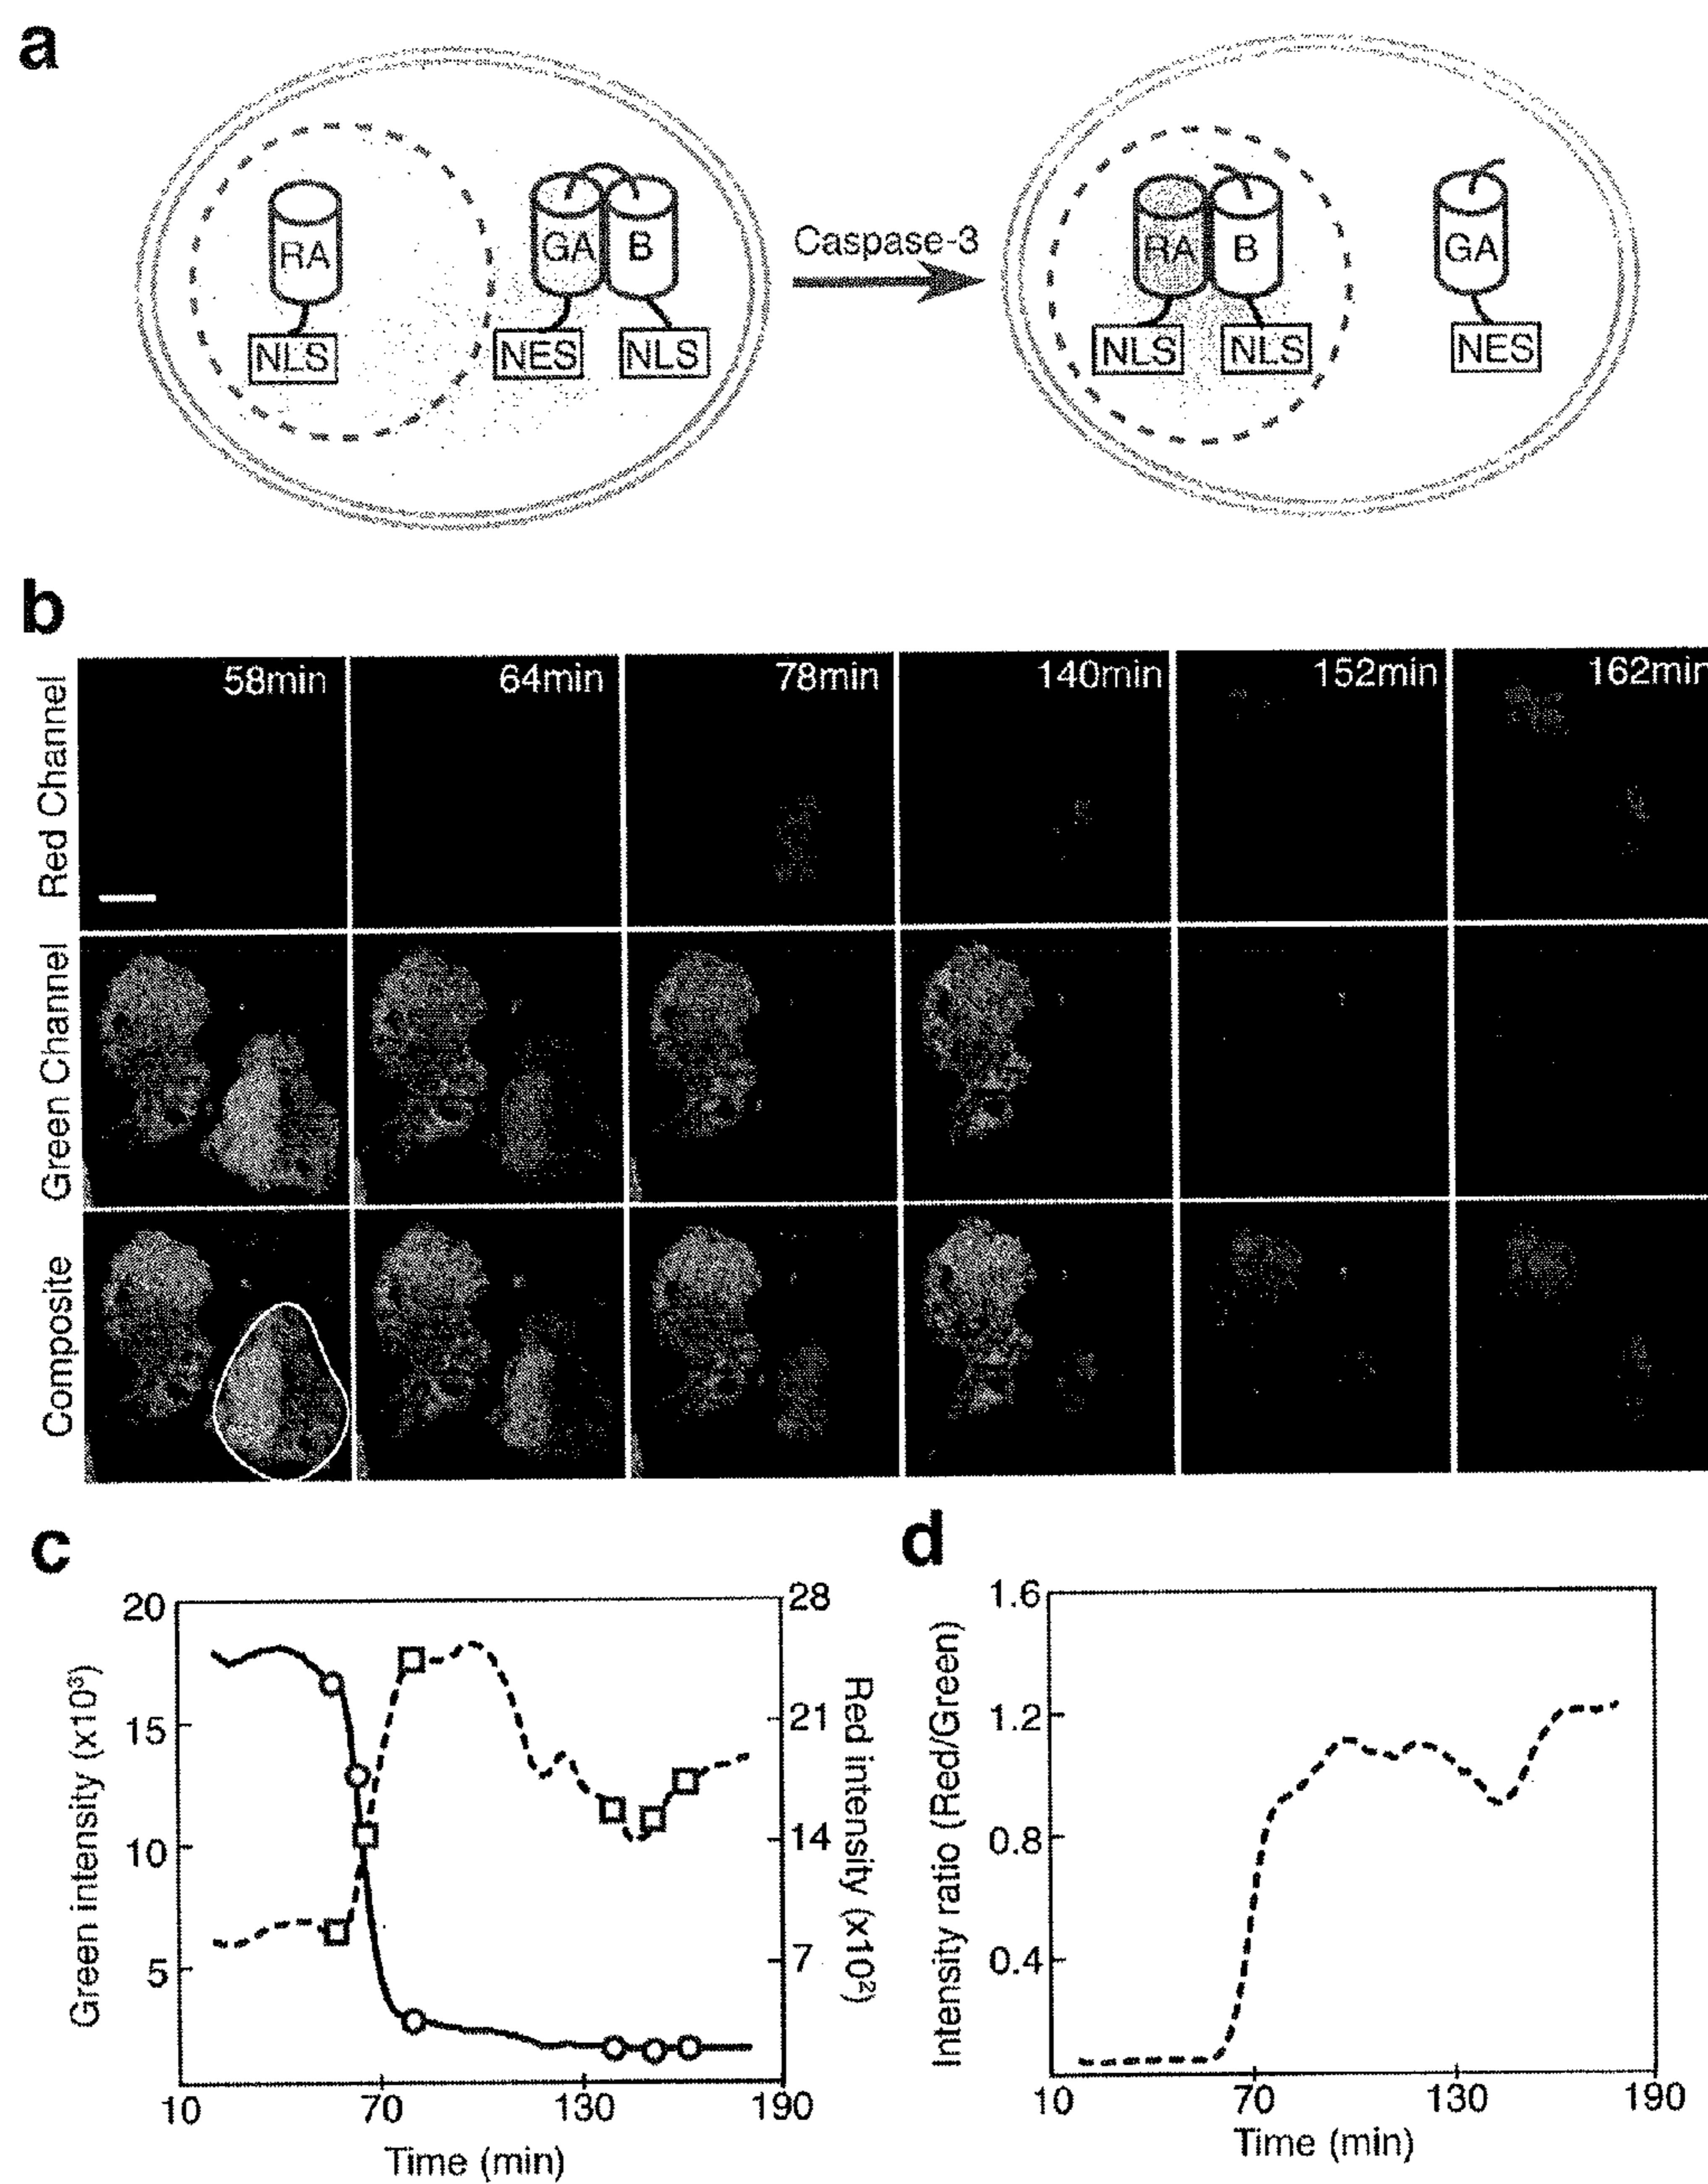 a
RA
GA
B
NLS
NES
NLS
Caspase-3
RA
B
GA
NLS
NLS
NES
b
58min
64min
78min
140min
152min
162min
Red Channel
Green Channel
Composite
c
Green intensity (x10³)
20
15
10
5
28
21
14
7
Red intensity (x10²)
10
70
130
190
Time (min)
d
Intensity ratio (Red/Green)
1.6
1.2
0.8
0.4
10
70
130
190
Time (min)